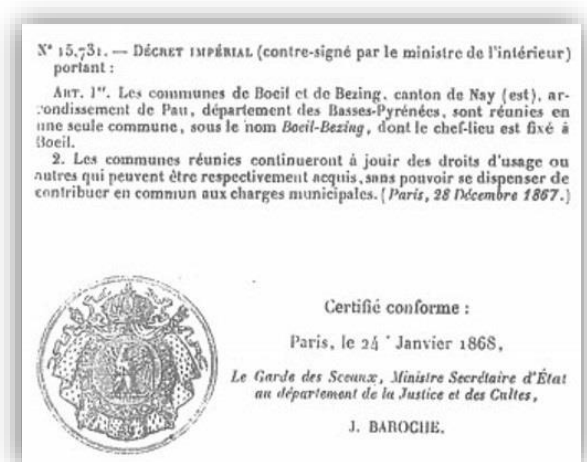 N° 15,731. — DÉCRET IMPÉRIAL (contre-signé par le ministre de l'intérieur)
portant :
ART. 1er. Les communes de Boeil et de Bezing, canton de Nay (est), ar-
rondissement de Pau, département des Basses-Pyrénées, sont réunies en
une seule commune, sous le nom Boeil-Bezing, dont le chef-lieu est fixé à
Boeil.
2. Les communes réunies continueront à jouir des droits d'usage ou
autres qui peuvent être respectivement acquis, sans pouvoir se dispenser de
contribuer en commun aux charges municipales. (Paris, 28 Décembre 1867.)
Certifié conforme :
Paris, le 24 Janvier 1868,
Le Garde des Sceaux, Ministre Secrétaire d'État
au département de la Justice et des Cultes,
J. BAROCHE.